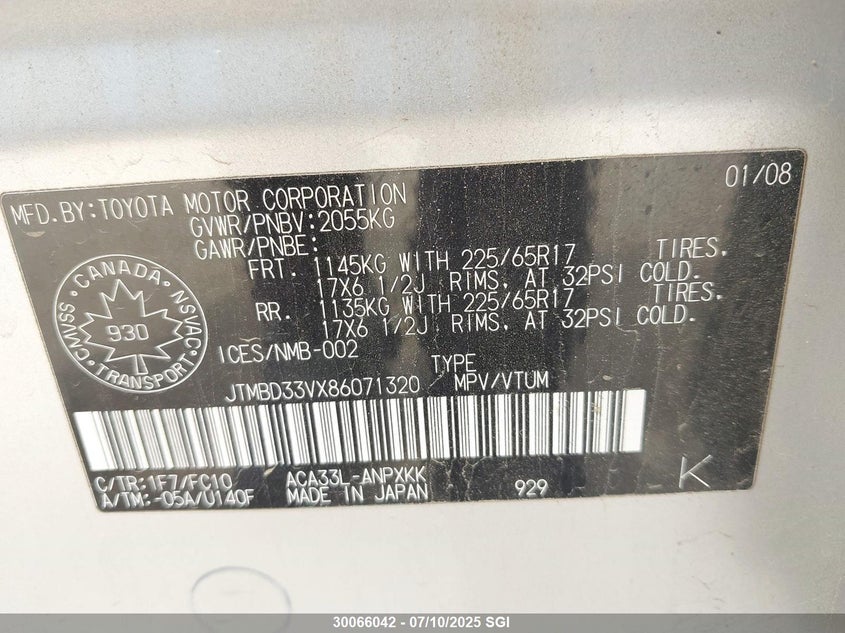 01/08
MFD.BY:TOYOTA MOTOR CORPORATION
GVWR/PNBV:2055KG
GAWR/PNBE:
FRT. 1145KG WITH 225/65R17 TIRES.
17X6 1/2J RIMS. AT 32PSI COLD.
RR. 1135KG WITH 225/65R17 TIRES.
17X6 1/2J RIMS. AT 32PSI COLD.
CANADA
CMVSS 930 NSVAC
TRANSPORT
ICES/NMB-002
TYPE
JTMBD33VX86071320 MPV/VTUM
C/TR:1F7/FC10 ACA33L-ANPXKK
A/TM:-05A/U140F MADE IN JAPAN 929 K
30066042 - 07/10/2025 SGI